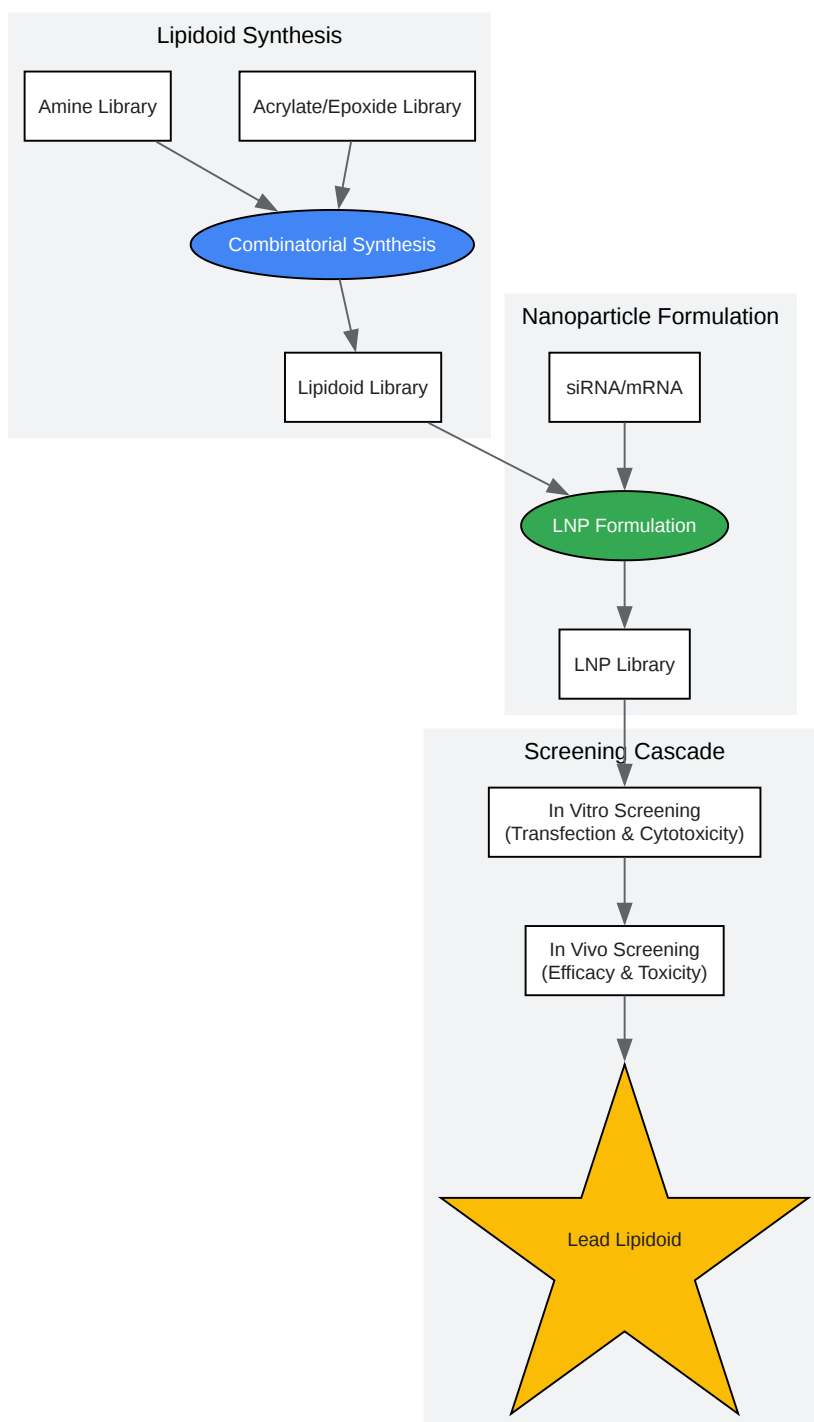 Lipidoid Synthesis
Amine Library
Acrylate/Epoxide Library
Combinatorial Synthesis
Lipidoid Library
Nanoparticle Formulation
siRNA/mRNA
LNP Formulation
LNP Library
Screening Cascade
In Vitro Screening
(Transfection & Cytotoxicity)
In Vivo Screening
(Efficacy & Toxicity)
Lead Lipidoid